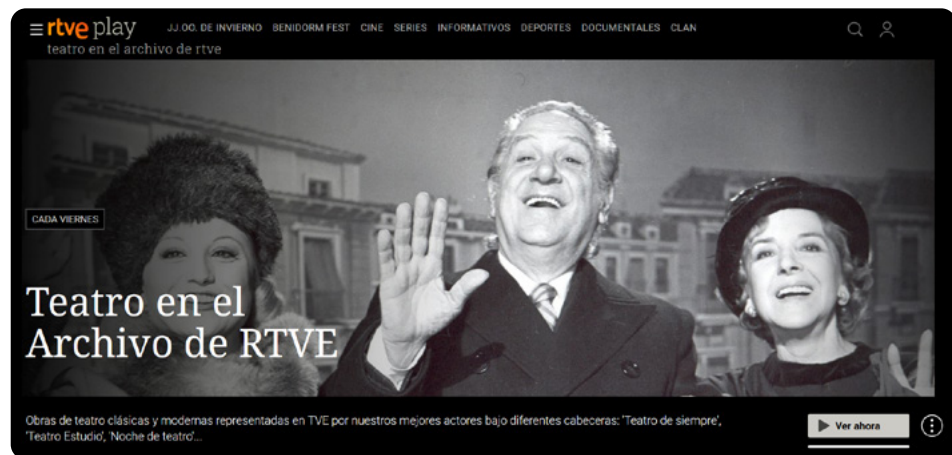 rtve play
JJ.OO. DE INVIERNO BENIDORM FEST CINE SERIES INFORMATIVOS DEPORTES DOCUMENTALES CLAN
teatro en el archivo de rtve
CADA VIERNES
Teatro en el
Archivo de RTVE
Obras de teatro clásicas y modernas representadas en TVE por nuestros mejores actores bajo diferentes cabeceras: 'Teatro de siempre',
'Teatro Estudio', 'Noche de teatro'...
Ver ahora